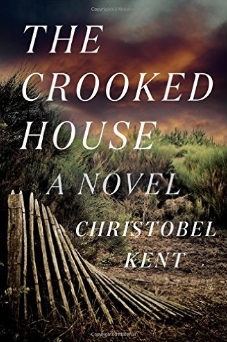 THE
CROOKED
HOUSE
A NOVEL
CHRISTOBEL
KENT